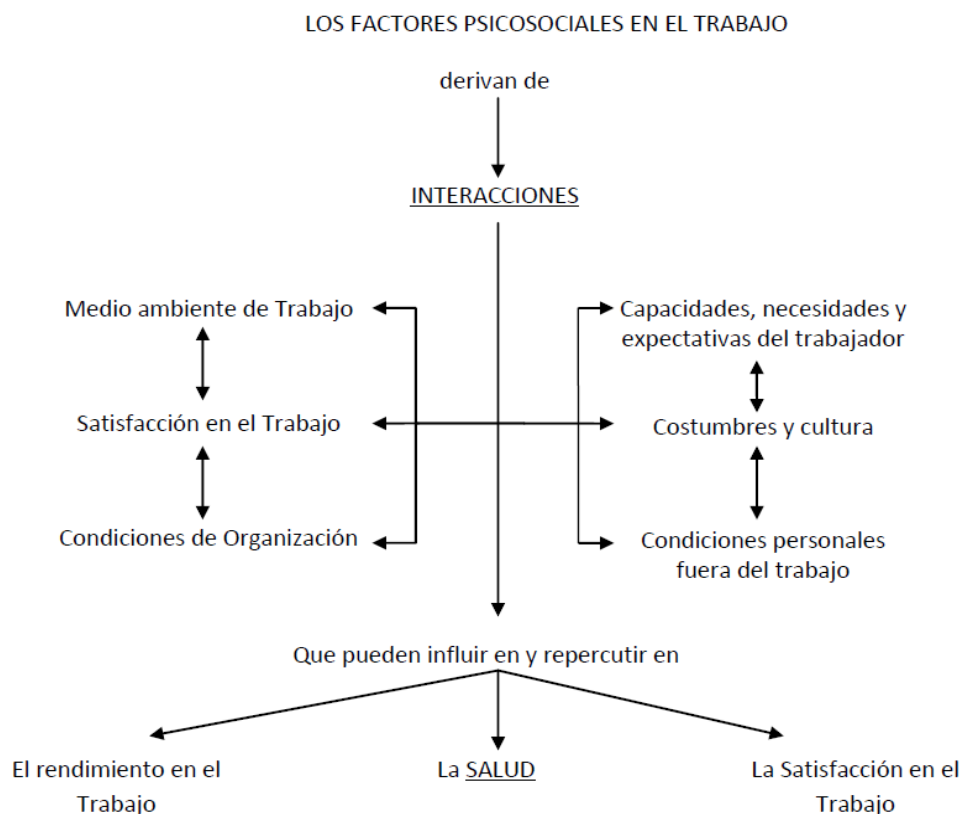 LOS FACTORES PSICOSOCIALES EN EL TRABAJO
derivan de
INTERACCIONES
Medio ambiente de Trabajo
Capacidades, necesidades y
expectativas del trabajador
Satisfacción en el Trabajo
Costumbres y cultura
Condiciones de Organización
Condiciones personales
fuera del trabajo
Que pueden influir en y repercutir en
El rendimiento en el
Trabajo
La SALUD
La Satisfacción en el
Trabajo